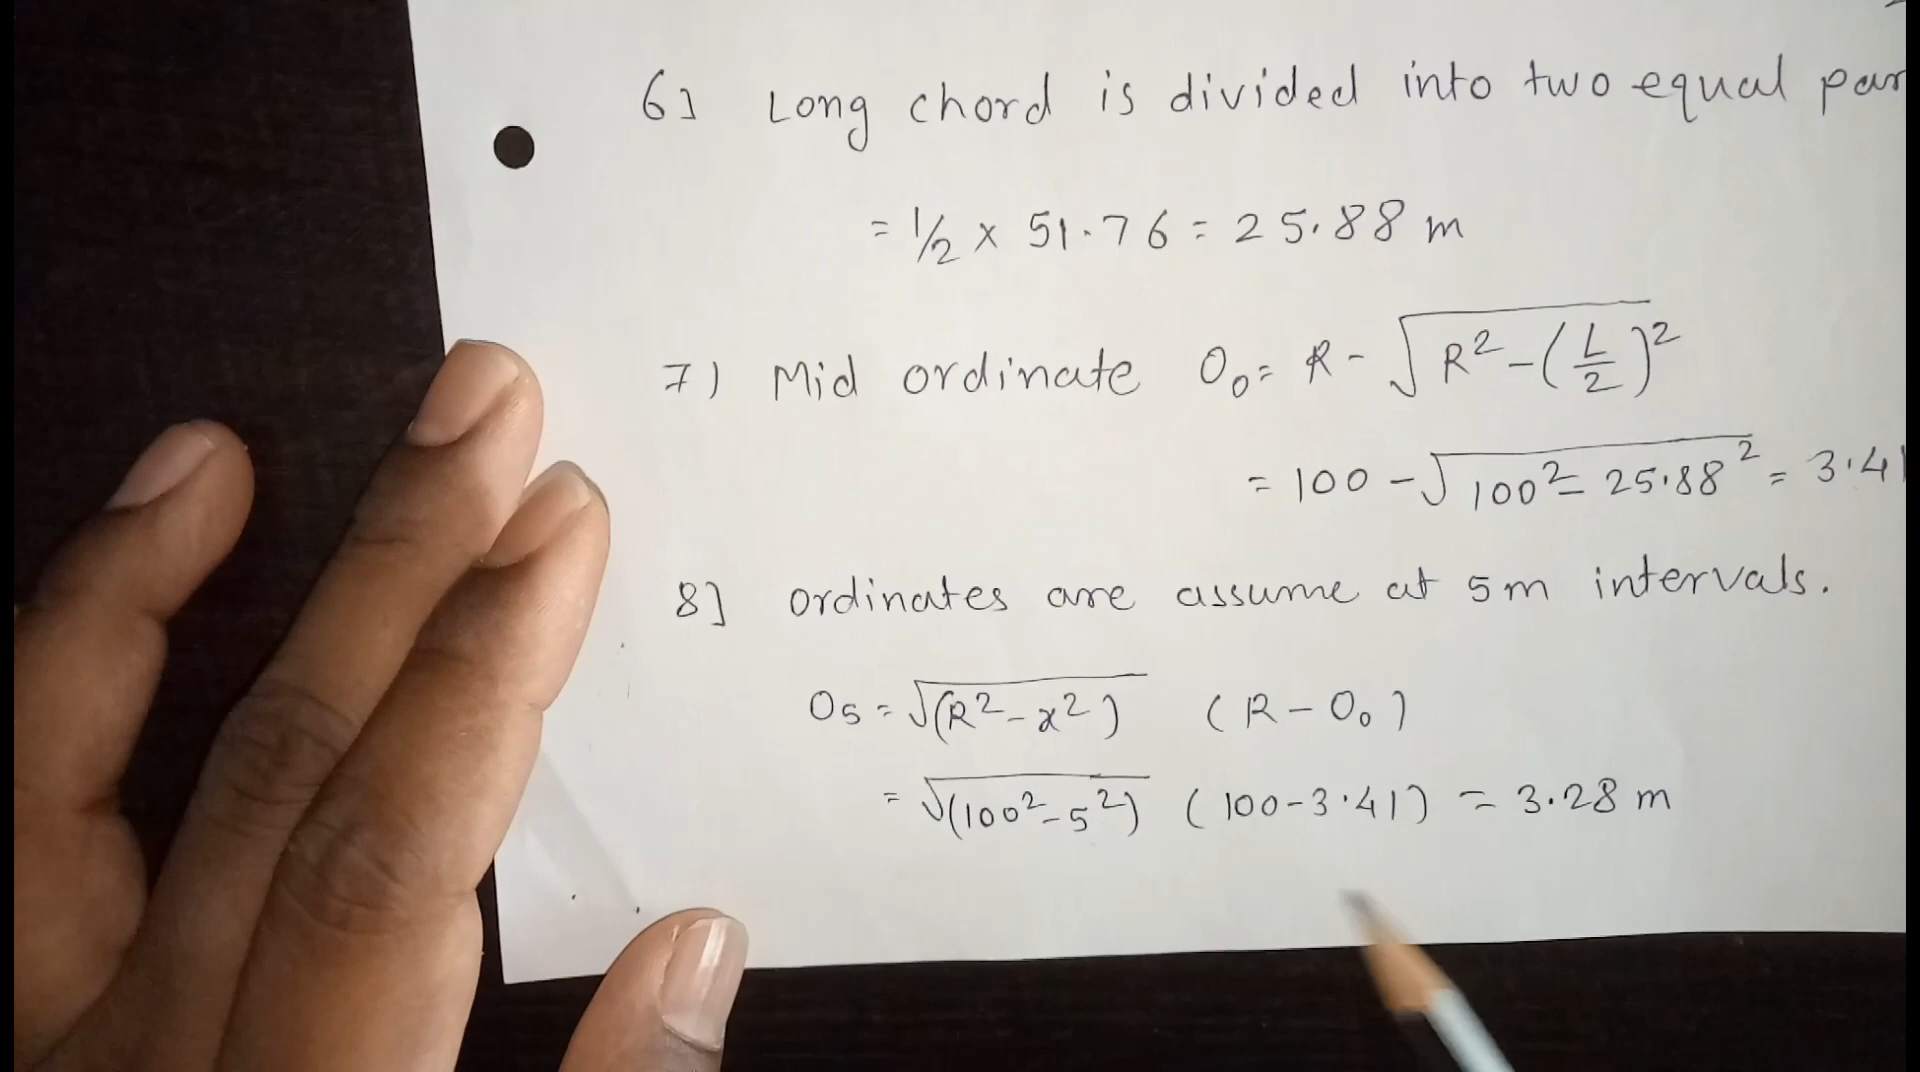 6] Long chord is divided into two equal par
= 1/2 x 51.76 = 25.88 m
7) Mid ordinate O₀ = R - √R² - (L/2)²
= 100 - √100² - 25.88² = 3.41
8] ordinates are assume at 5m intervals.
O5 = √(R² - x²) (R - O₀)
= √(100² - 5²) (100 - 3.41) = 3.28 m